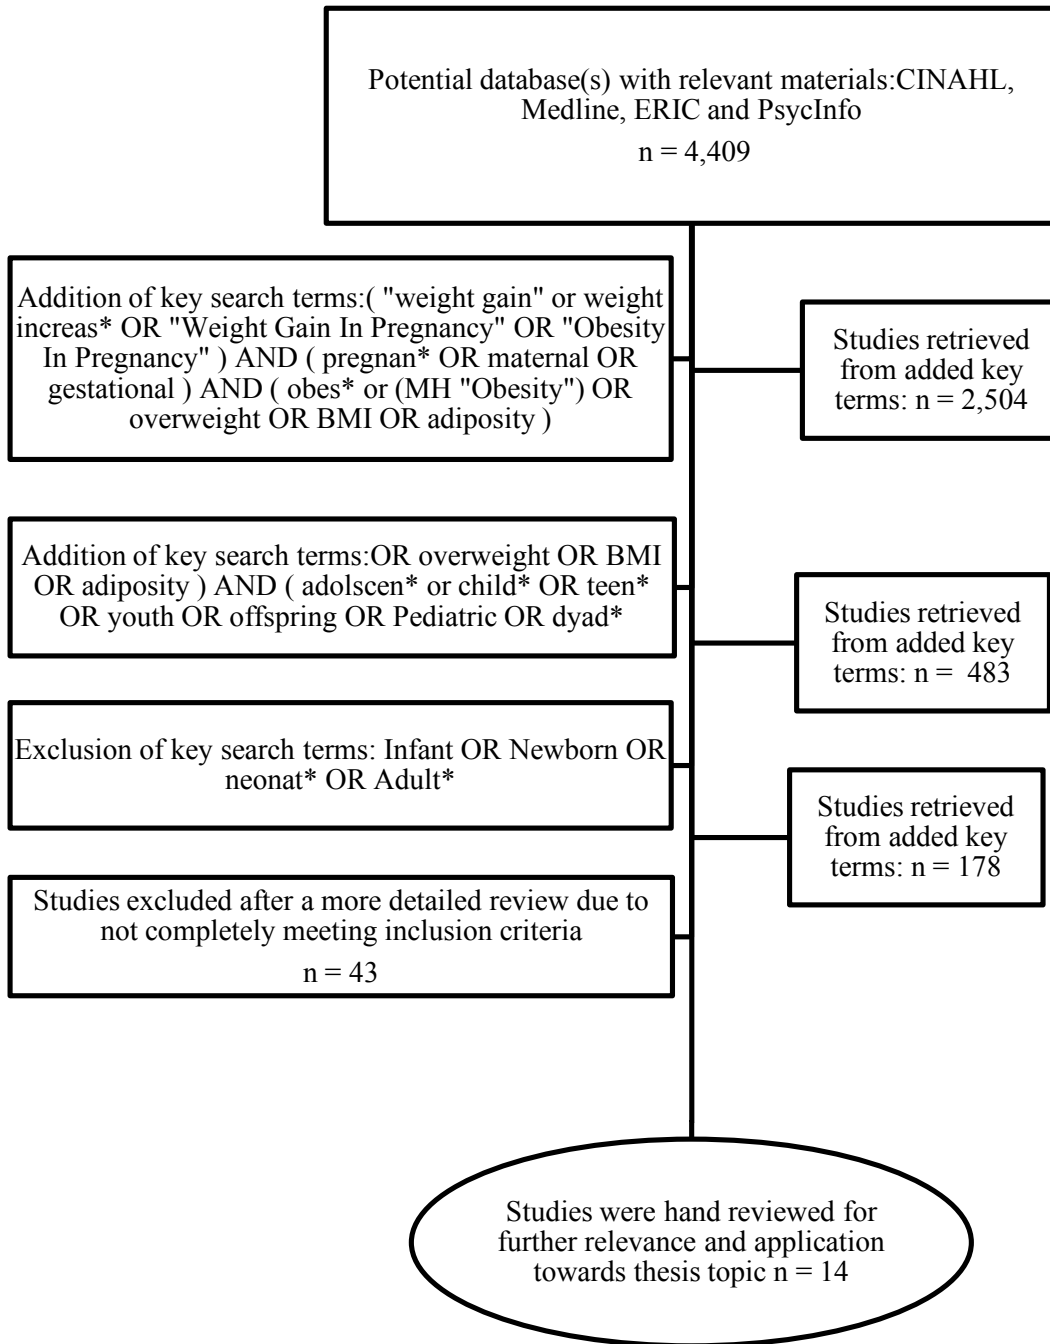 Potential database(s) with relevant materials:CINAHL,
Medline, ERIC and PsycInfo
n = 4,409
Addition of key search terms:( "weight gain" or weight
increas* OR "Weight Gain In Pregnancy" OR "Obesity
In Pregnancy" ) AND ( pregnan* OR maternal OR
gestational ) AND ( obes* or (MH "Obesity") OR
overweight OR BMI OR adiposity )
Studies retrieved
from added key
terms: n = 2,504
Addition of key search terms:OR overweight OR BMI
OR adiposity ) AND ( adolscen* or child* OR teen*
OR youth OR offspring OR Pediatric OR dyad*
Studies retrieved
from added key
terms: n =  483
Exclusion of key search terms: Infant OR Newborn OR
neonat* OR Adult*
Studies retrieved
from added key
terms: n = 178
Studies excluded after a more detailed review due to
not completely meeting inclusion criteria
n = 43
Studies were hand reviewed for
further relevance and application
towards thesis topic n = 14